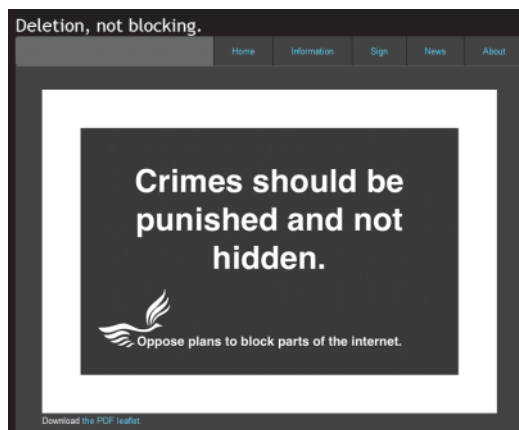 Deletion, not blocking.
Home Information Sign News About
Crimes should be
punished and not
hidden.
Oppose plans to block parts of the internet.
Download the PDF leaflet.